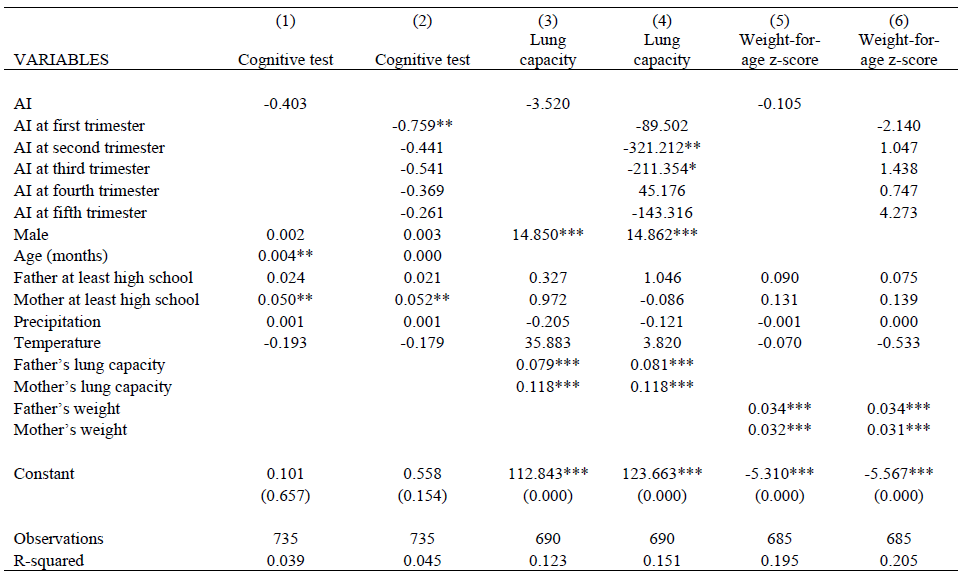 (1) (2) (3) (4) (5) (6)
Lung Lung Weight-for- Weight-for-
VARIABLES Cognitive test Cognitive test capacity capacity age z-score age z-score
AI -0.403 -3.520 -0.105
AI at first trimester -0.759** -89.502 -2.140
AI at second trimester -0.441 -321.212** 1.047
AI at third trimester -0.541 -211.354* 1.438
AI at fourth trimester -0.369 45.176 0.747
AI at fifth trimester -0.261 -143.316 4.273
Male 0.002 0.003 14.850*** 14.862***
Age (months) 0.004** 0.000
Father at least high school 0.024 0.021 0.327 1.046 0.090 0.075
Mother at least high school 0.050** 0.052** 0.972 -0.086 0.131 0.139
Precipitation 0.001 0.001 -0.205 -0.121 -0.001 0.000
Temperature -0.193 -0.179 35.883 3.820 -0.070 -0.533
Father’s lung capacity 0.079*** 0.081***
Mother’s lung capacity 0.118*** 0.118***
Father’s weight 0.034*** 0.034***
Mother’s weight 0.032*** 0.031***
Constant 0.101 0.558 112.843*** 123.663*** -5.310*** -5.567***
(0.657) (0.154) (0.000) (0.000) (0.000) (0.000)
Observations 735 735 690 690 685 685
R-squared 0.039 0.045 0.123 0.151 0.195 0.205